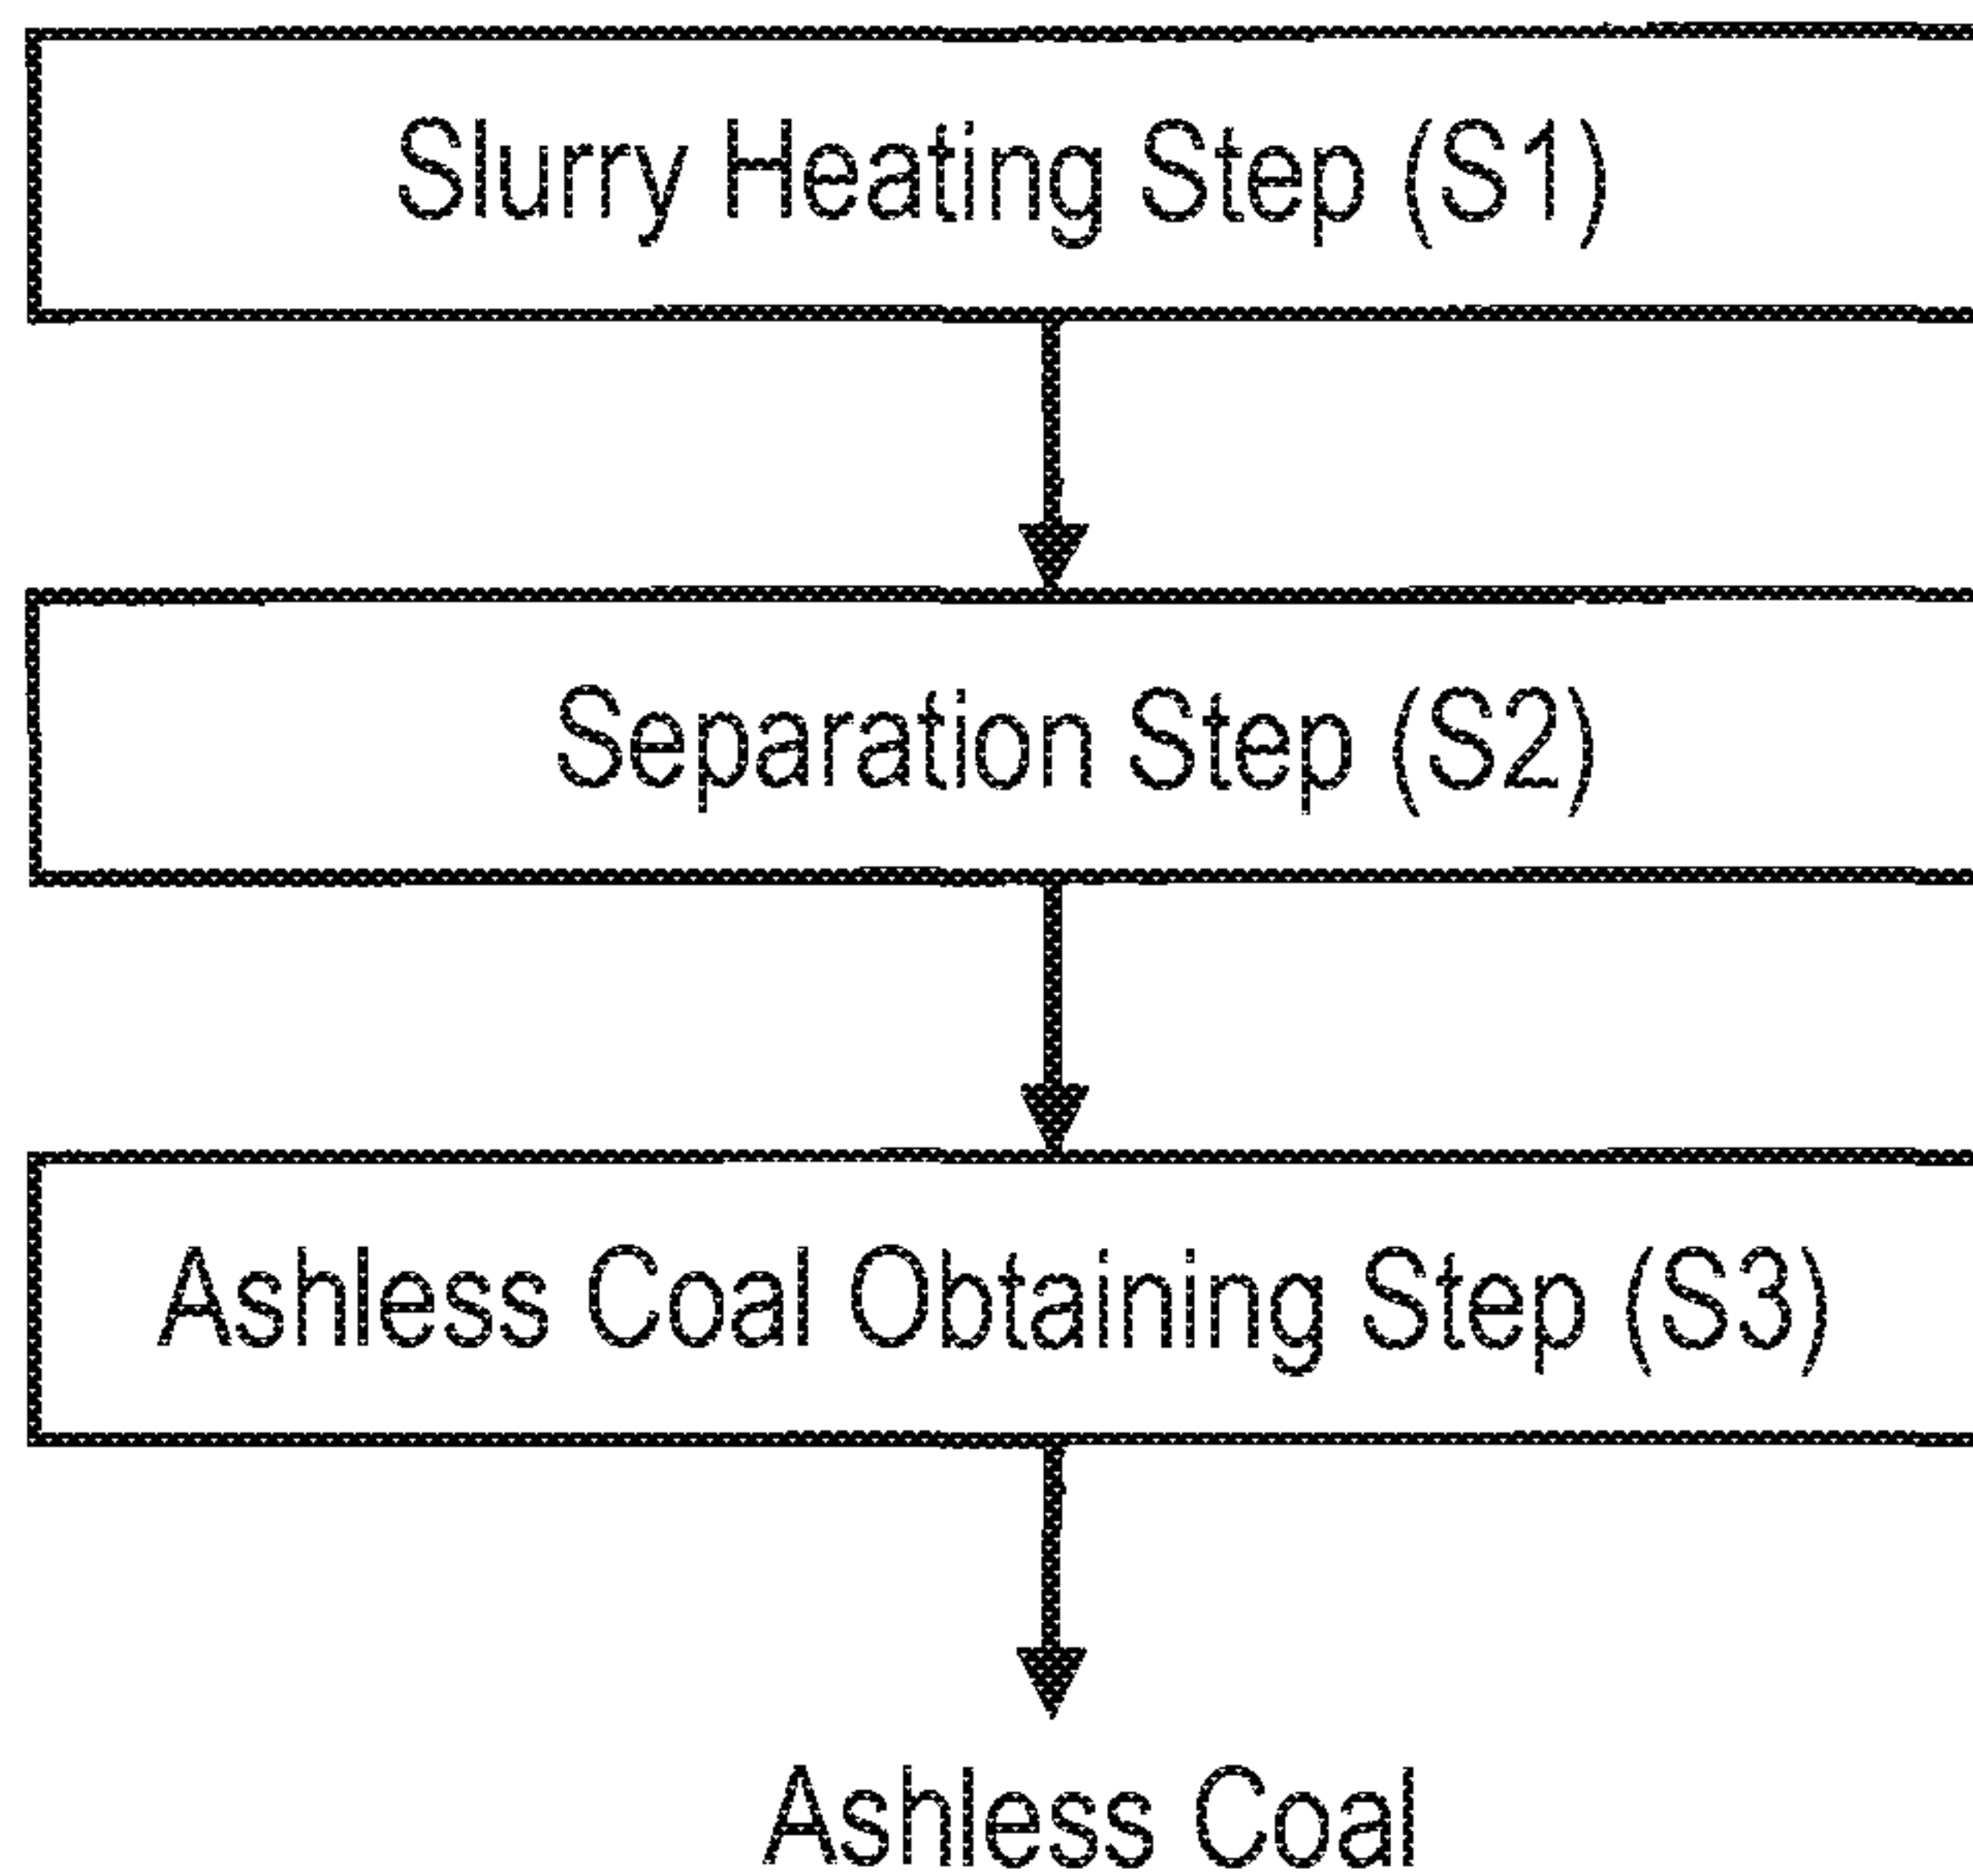 Slurry Heating Step (S1)
Separation Step (S2)
Ashless Coal Obtaining Step (S3)
Ashless Coal